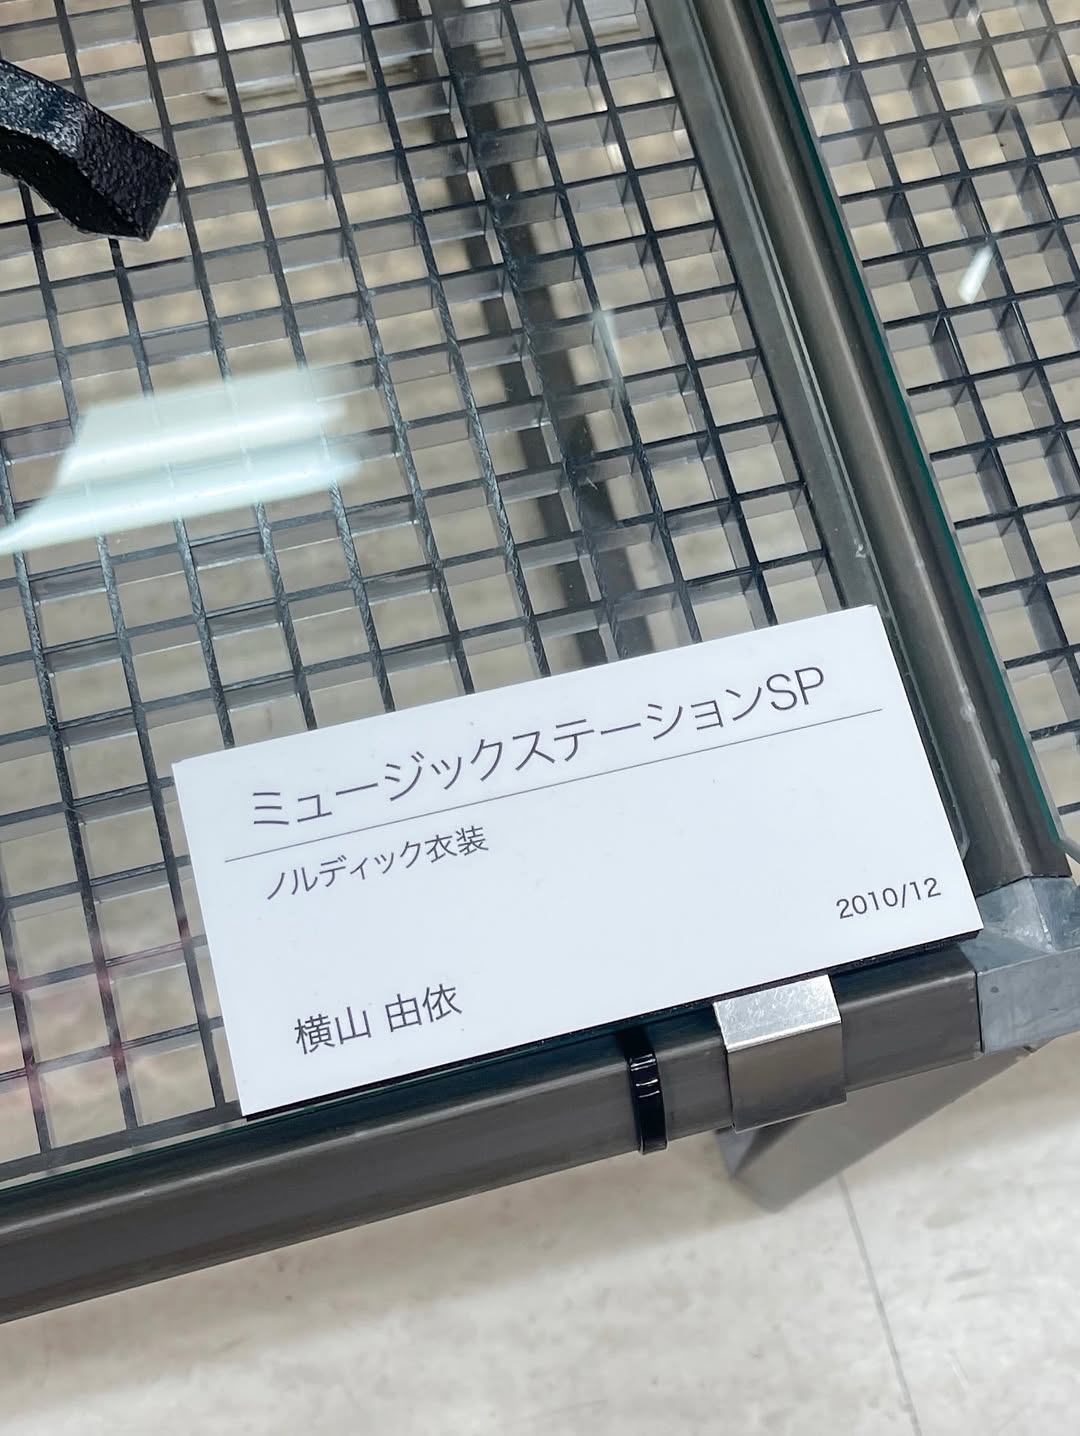 ミュージックステーションSP
ノルディック衣装
2010/12
横山 由依